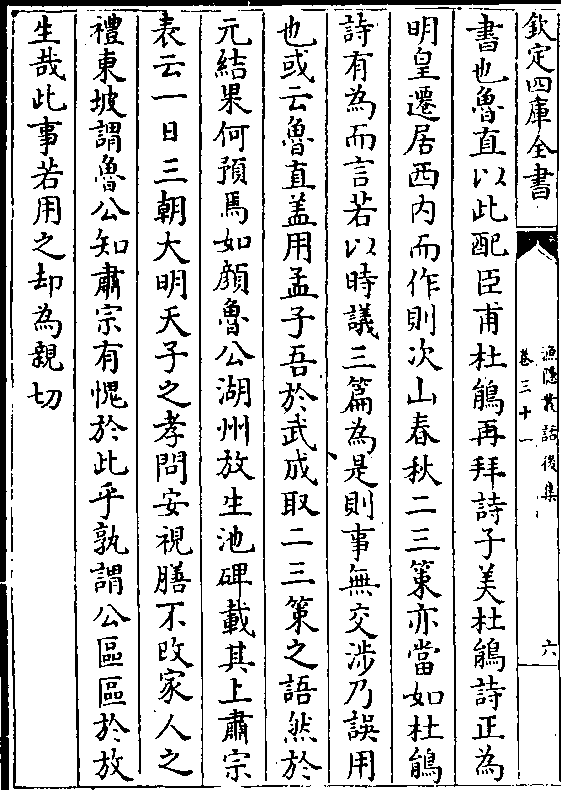 欽定四庫全書
漁隱叢話後集
卷三十一
六
書也魯直以此配臣甫杜鵑再拜詩子美杜鵑詩正為
明皇遷居西内而作則次山春秋二三策亦當如杜鵑
詩有為而言若以時議三篇為是則事無交涉乃誤用
也或云魯直盖用孟子吾於武成取二三策之語然於
元結果何預焉如顔魯公湖州放生池碑載其上肅宗
表云一日三朝大明天子之孝問安視膳不改家人之
禮東坡謂魯公知肅宗有愧於此乎孰謂公區區於放
生哉此事若用之却為親切